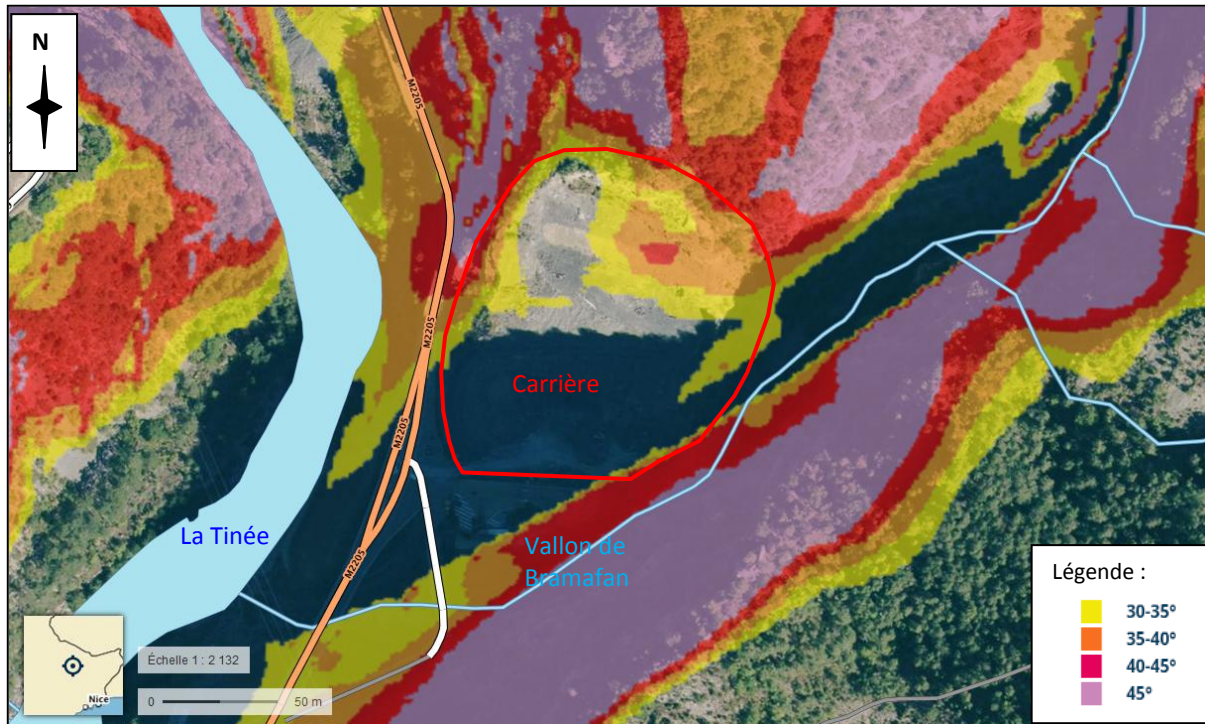 N
M2205
M2205
M2205
M2205
Carrière
La Tinée
Vallon de
Bramafan
Légende :
30-35°
35-40°
40-45°
45°
Échelle 1 : 2 132
0 50 m
Nice